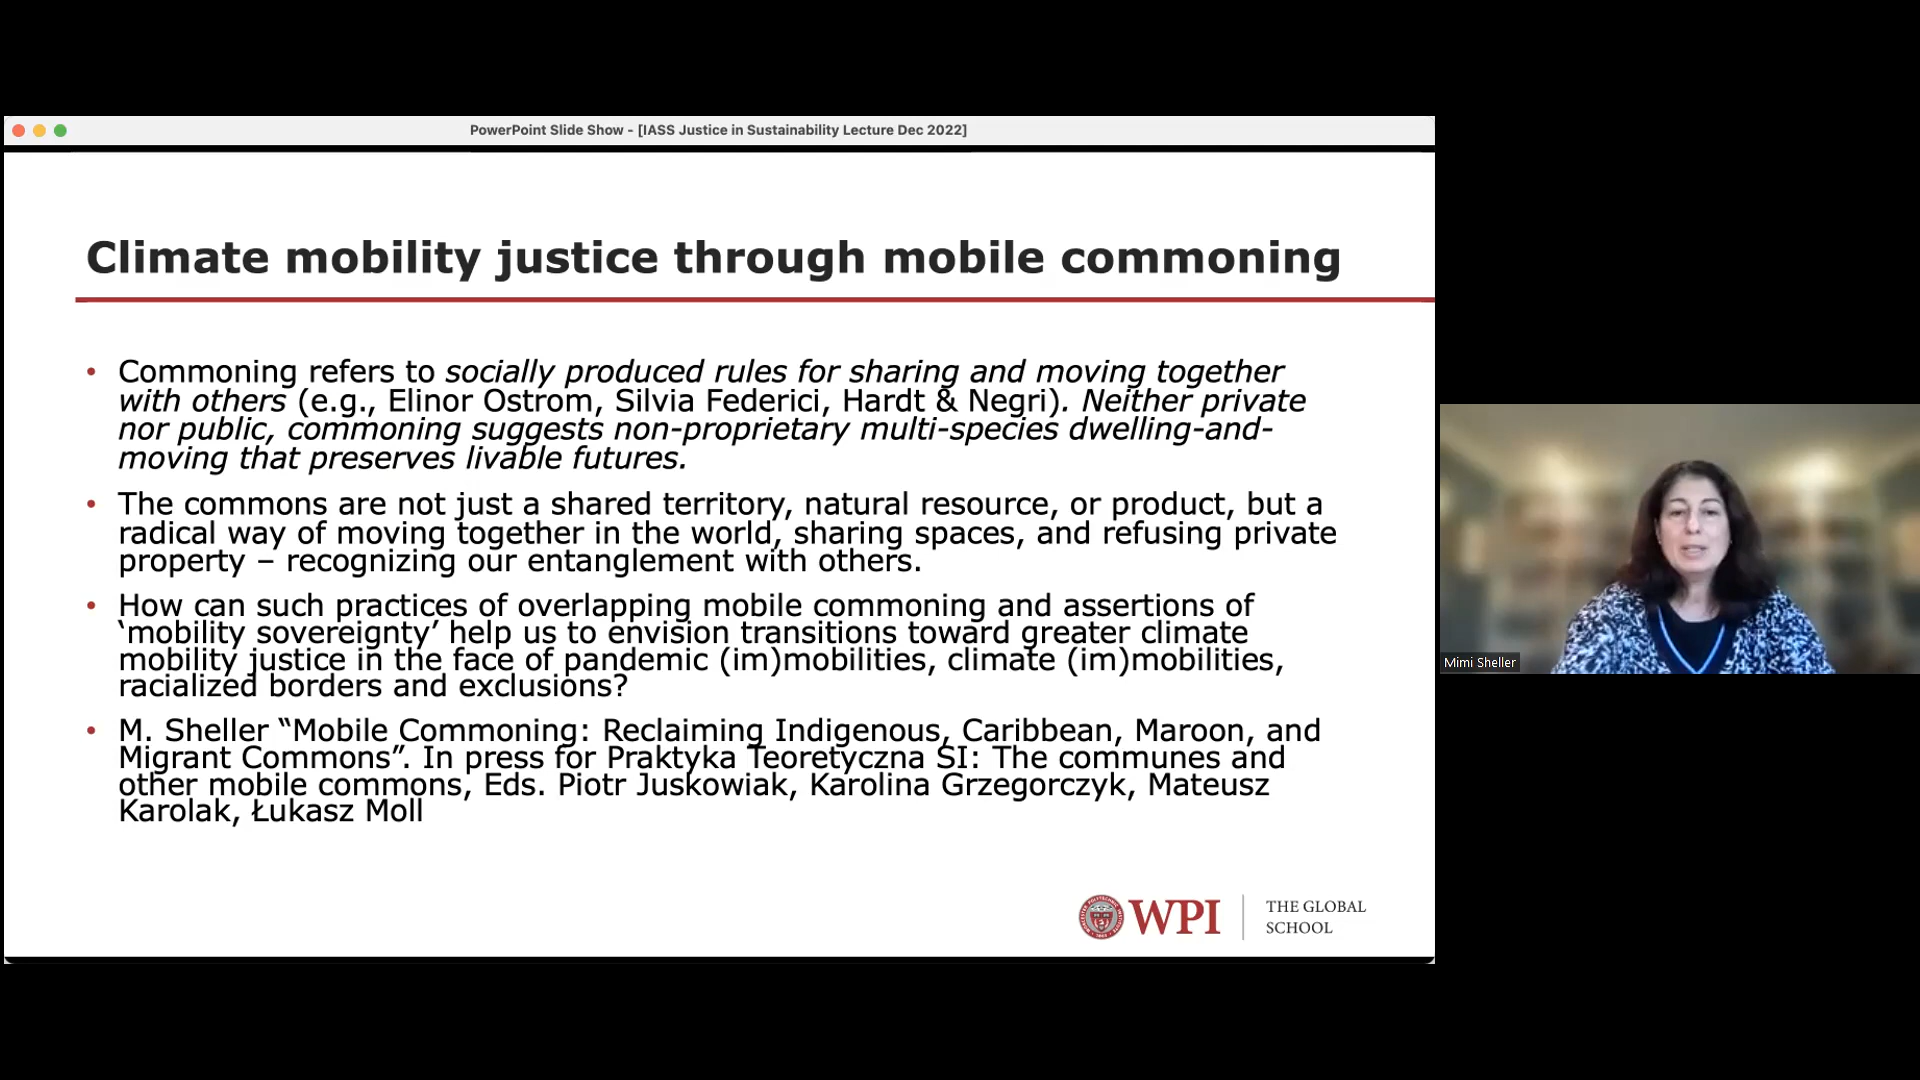 PowerPoint Slide Show - [IASS Justice in Sustainability Lecture Dec 2022]
Climate mobility justice through mobile commoning
• Commoning refers to socially produced rules for sharing and moving together
with others (e.g., Elinor Ostrom, Silvia Federici, Hardt & Negri). Neither private
nor public, commoning suggests non-proprietary multi-species dwelling-and-
moving that preserves livable futures.
• The commons are not just a shared territory, natural resource, or product, but a
radical way of moving together in the world, sharing spaces, and refusing private
property – recognizing our entanglement with others.
• How can such practices of overlapping mobile commoning and assertions of
‘mobility sovereignty’ help us to envision transitions toward greater climate
mobility justice in the face of pandemic (im)mobilities, climate (im)mobilities,
racialized borders and exclusions?
• M. Sheller “Mobile Commoning: Reclaiming Indigenous, Caribbean, Maroon, and
Migrant Commons”. In press for Praktyka Teoretyczna SI: The communes and
other mobile commons, Eds. Piotr Juskowiak, Karolina Grzegorczyk, Mateusz
Karolak, Łukasz Moll
WPI
THE GLOBAL
SCHOOL
Mimi Sheller